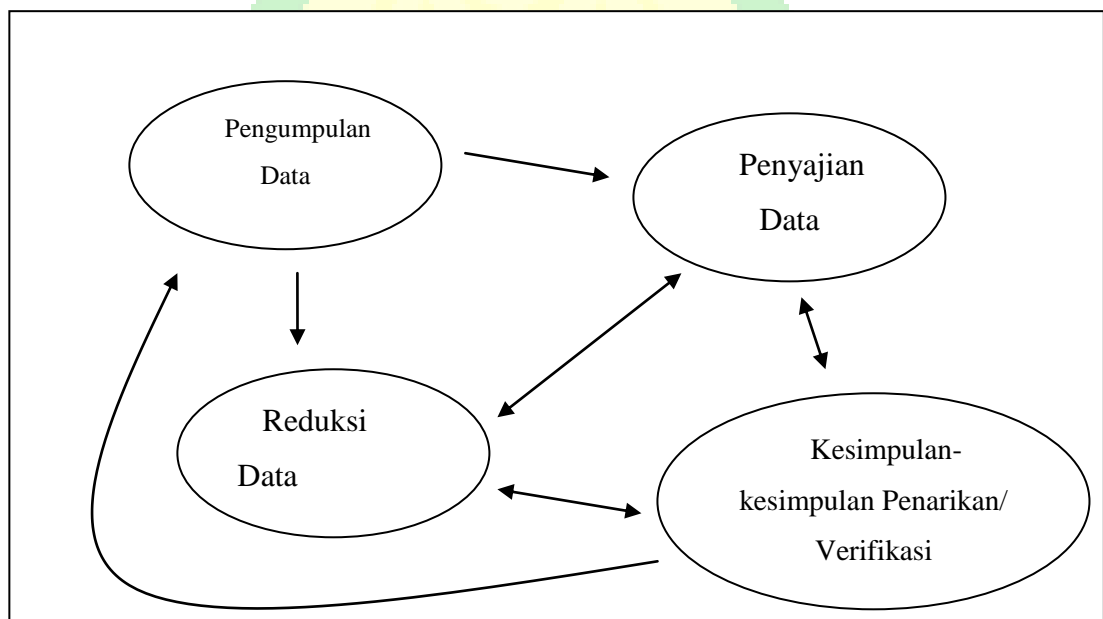 Pengumpulan
Data
Penyajian
Data
Reduksi
Data
Kesimpulan-
kesimpulan Penarikan/
Verifikasi